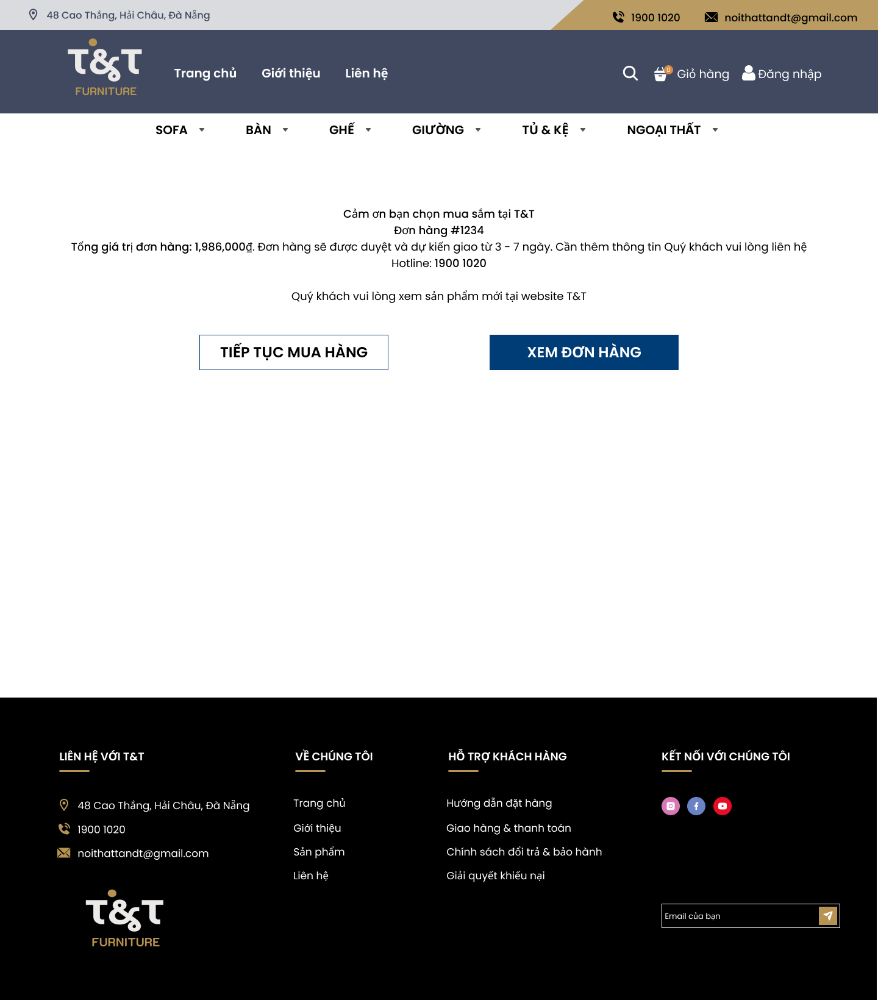 48 Cao Thắng, Hải Châu, Đà Nẵng
1900 1020
noithattandt@gmail.com
T&T
FURNITURE
Trang chủ
Giới thiệu
Liên hệ
0
Giỏ hàng
Đăng nhập
SOFA
BÀN
GHẾ
GIƯỜNG
TỦ & KỆ
NGOẠI THẤT
Cảm ơn bạn chọn mua sắm tại T&T
Đơn hàng #1234
Tổng giá trị đơn hàng: 1,986,000₫. Đơn hàng sẽ được duyệt và dự kiến giao từ 3 - 7 ngày. Cần thêm thông tin Quý khách vui lòng liên hệ
Hotline: 1900 1020
Quý khách vui lòng xem sản phẩm mới tại website T&T
TIẾP TỤC MUA HÀNG
XEM ĐƠN HÀNG
LIÊN HỆ VỚI T&T
48 Cao Thắng, Hải Châu, Đà Nẵng
1900 1020
noithattandt@gmail.com
T&T
FURNITURE
VỀ CHÚNG TÔI
Trang chủ
Giới thiệu
Sản phẩm
Liên hệ
HỖ TRỢ KHÁCH HÀNG
Hướng dẫn đặt hàng
Giao hàng & thanh toán
Chính sách đổi trả & bảo hành
Giải quyết khiếu nại
KẾT NỐI VỚI CHÚNG TÔI
Email của bạn